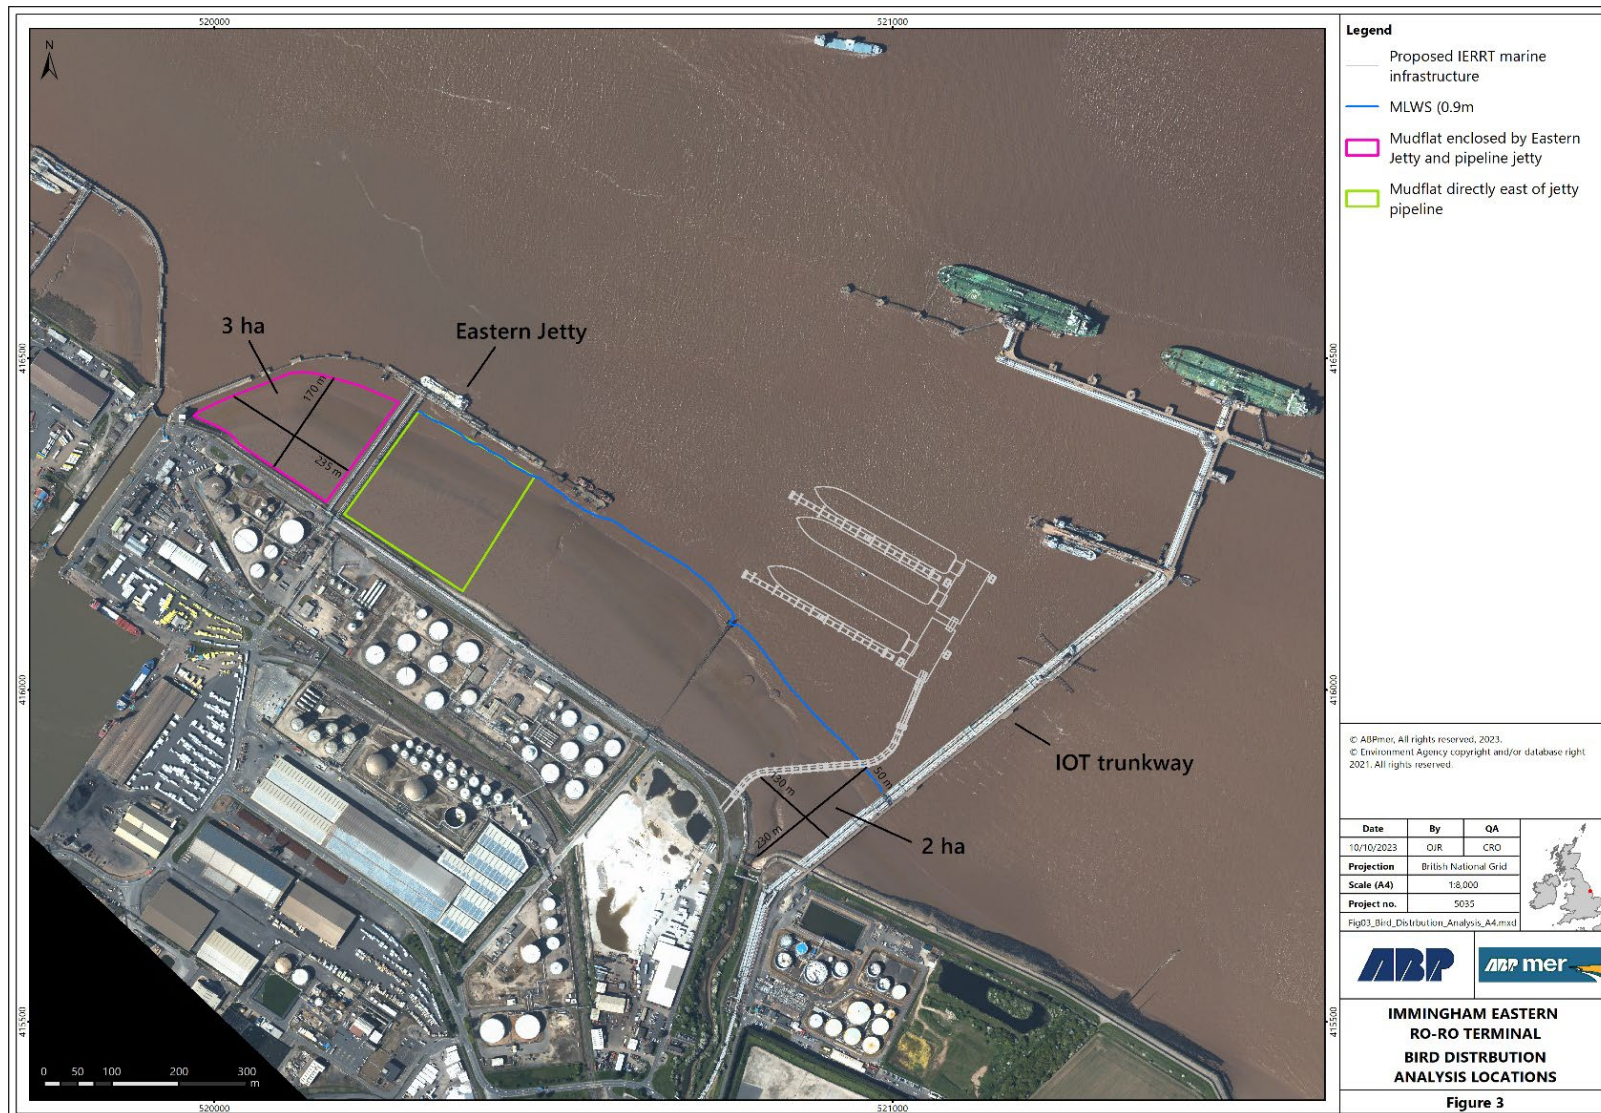 520000
521000
N
416500
416500
416000
416000
415500
415500
3 ha
170 m
235 m
Eastern Jetty
IOT trunkway
130 m
50 m
230 m
2 ha
0 50 100 200 300
m
520000
521000
Legend
Proposed IERRT marine
infrastructure
MLWS (0.9m
Mudflat enclosed by Eastern
Jetty and pipeline jetty
Mudflat directly east of jetty
pipeline
© ABPmer, All rights reserved, 2023.
© Environment Agency copyright and/or database right
2021. All rights reserved.
Date By QA
10/10/2023 OJR CRO
Projection British National Grid
Scale (A4) 1:8,000
Project no. 5035
Fig03_Bird_Distrbution_Analysis_A4.mxd
ABP
ABP mer
IMMINGHAM EASTERN
RO-RO TERMINAL
BIRD DISTRBUTION
ANALYSIS LOCATIONS
Figure 3